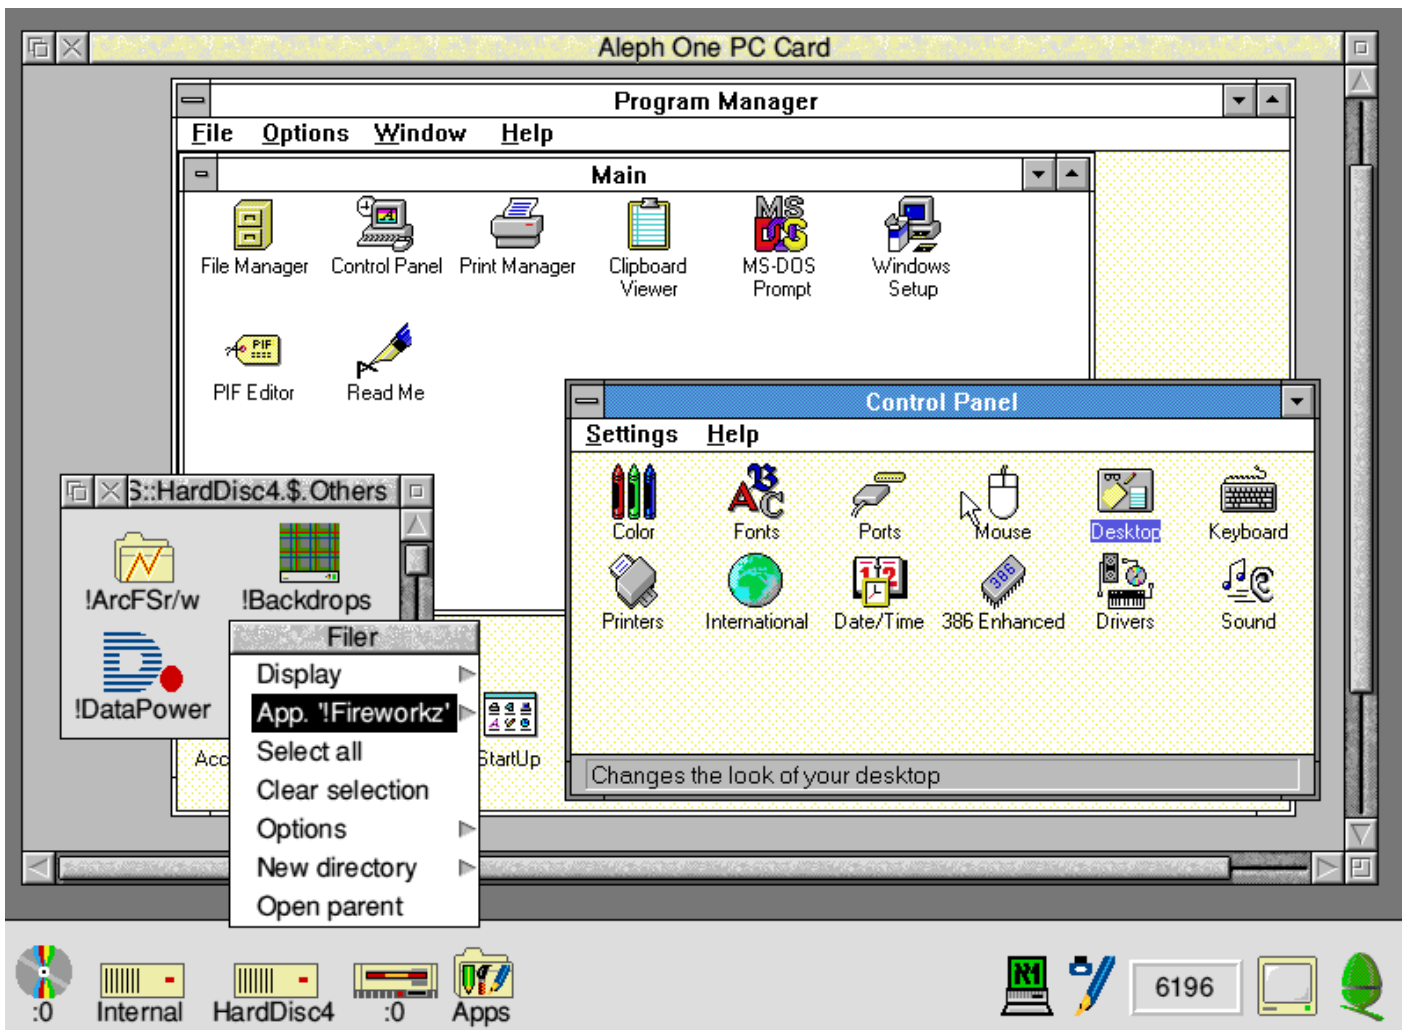 Aleph One PC Card
Program Manager
File Options Window Help
Main
File Manager
Control Panel
Print Manager
Clipboard
Viewer
MS-DOS
Prompt
Windows
Setup
PIF Editor
Read Me
Control Panel
Settings Help
Color
Fonts
Ports
Mouse
Desktop
Keyboard
Printers
International
Date/Time
386 Enhanced
Drivers
Sound
Changes the look of your desktop
S::HardDisc4.$.Others
!ArcFSr/w
!Backdrops
!DataPower
Filer
Display
App. '!Fireworkz'
Select all
Clear selection
Options
New directory
Open parent
Acc
StartUp
:0
Internal
HardDisc4
:0
Apps
6196